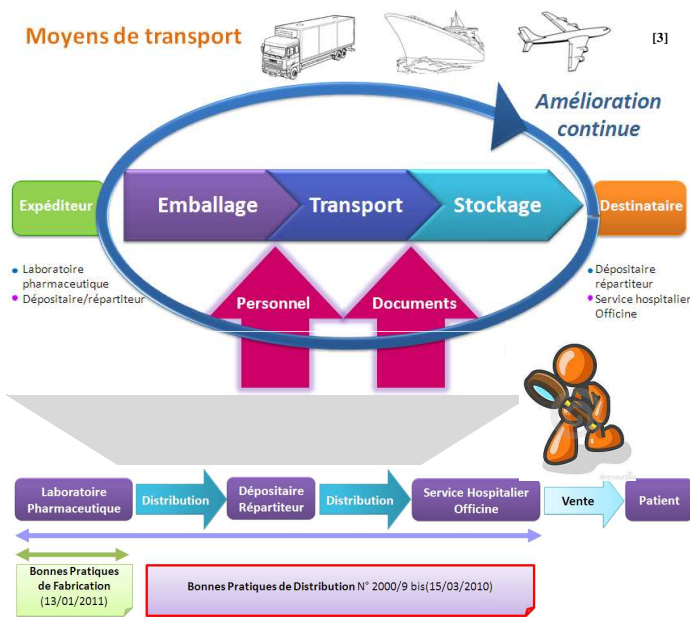 Moyens de transport
[3]
Amélioration
continue
Expéditeur
Emballage
Transport
Stockage
Destinataire
Laboratoire
pharmaceutique
Dépositaire/répartiteur
Personnel
Documents
Dépositaire
répartiteur
Service hospitalier
Officine
Laboratoire
Pharmaceutique
Distribution
Dépositaire
Répartiteur
Distribution
Service Hospitalier
Officine
Vente
Patient
Bonnes Pratiques
de Fabrication
(13/01/2011)
Bonnes Pratiques de Distribution N° 2000/9 bis(15/03/2010)